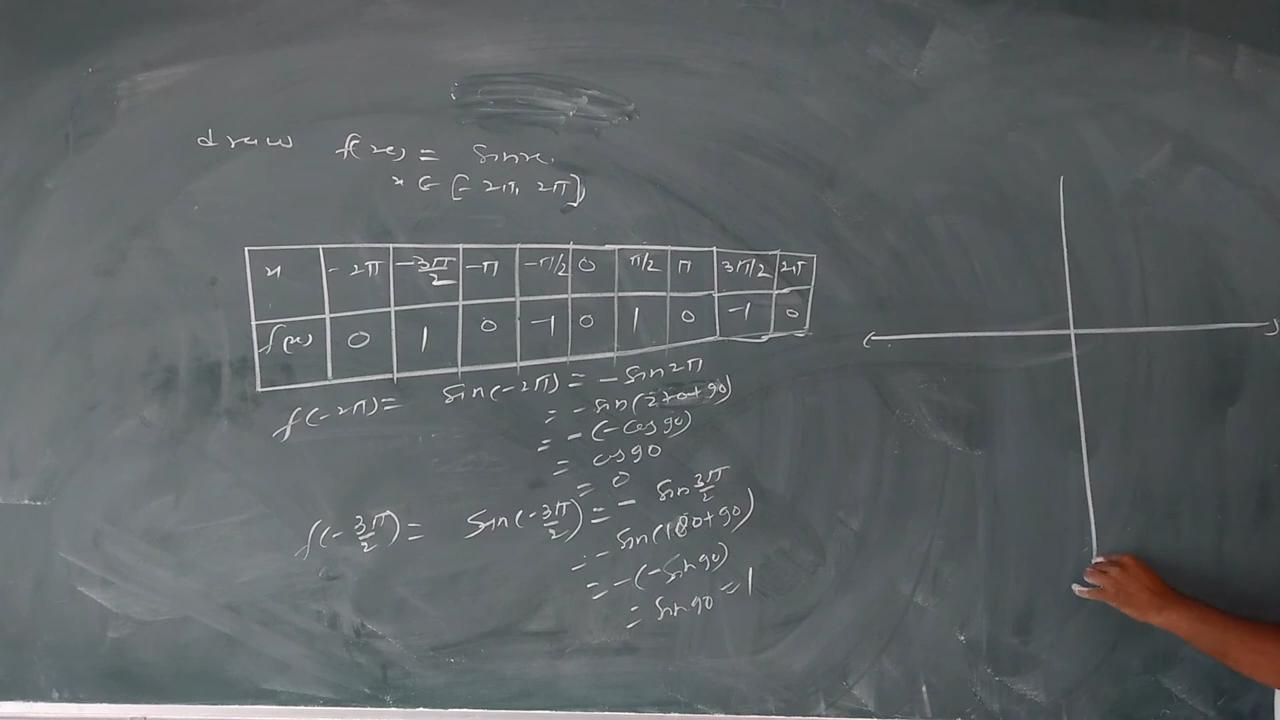 draw f(x) = sinx,
x ∈ [-2π, 2π]
x -2π -3π/2 -π -π/2 0 π/2 π 3π/2 2π
f(x) 0 1 0 -1 0 1 0 -1 0
f(-2π) = sin(-2π) = -sin2π
= -sin(270+90)
= -(-cos90)
= cos90
= 0
f(-3π/2) = sin(-3π/2) = - sin 3π/2
= - sin(180+90)
= -(-sin90)
= sin90 = 1